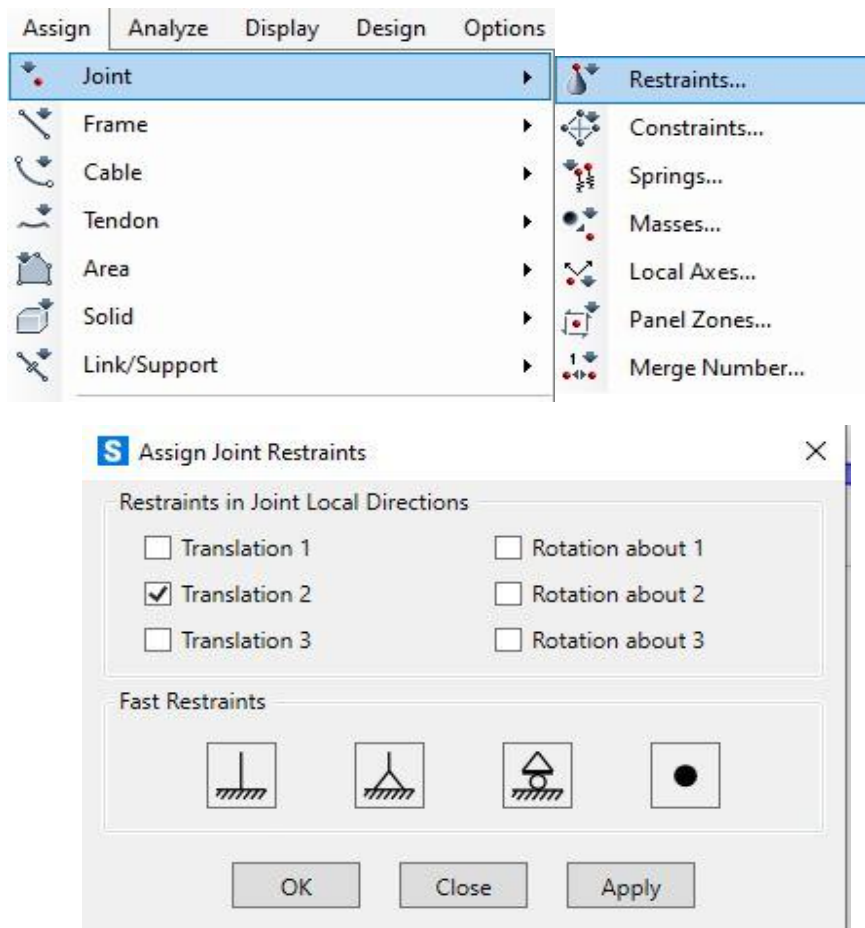 Assign Analyze Display Design Options
Joint
Frame
Cable
Tendon
Area
Solid
Link/Support
Restraints...
Constraints...
Springs...
Masses...
Local Axes...
Panel Zones...
1
Merge Number...
S Assign Joint Restraints
Restraints in Joint Local Directions
Translation 1 Rotation about 1
Translation 2 Rotation about 2
Translation 3 Rotation about 3
Fast Restraints
OK Close Apply